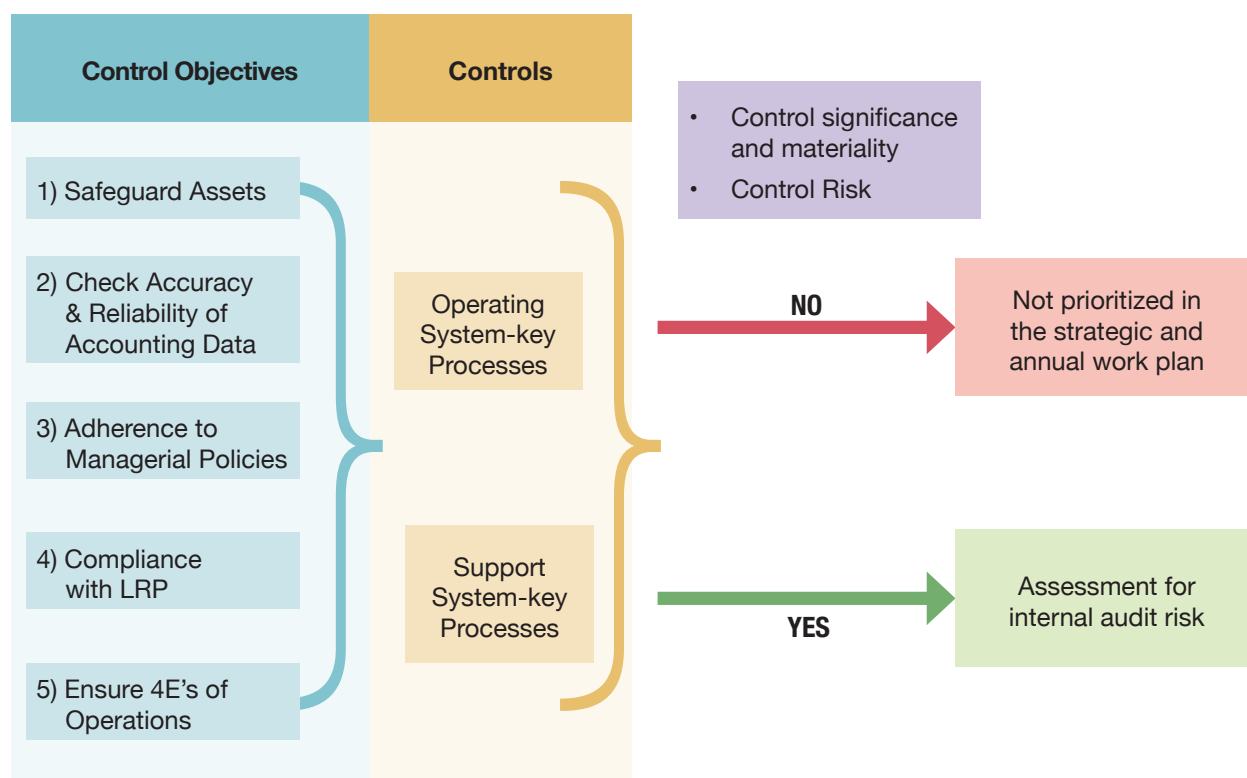 Control Objectives
Controls
1) Safeguard Assets
2) Check Accuracy
& Reliability of
Accounting Data
3) Adherence to
Managerial Policies
4) Compliance
with LRP
5) Ensure 4E’s of
Operations
Operating
System-key
Processes
Support
System-key
Processes
• Control significance
and materiality
• Control Risk
NO
Not prioritized in
the strategic and
annual work plan
YES
Assessment for
internal audit risk